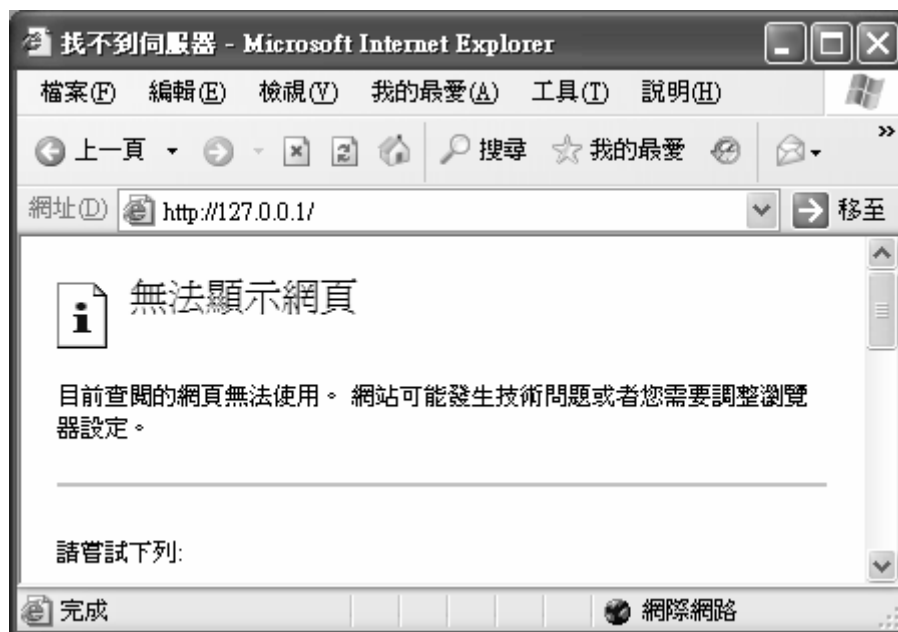 找不到伺服器 - Microsoft Internet Explorer
檔案(F) 編輯(E) 檢視(V) 我的最愛(A) 工具(T) 說明(H)
上一頁 搜尋 我的最愛 »
網址(D) http://127.0.0.1/ 移至
無法顯示網頁
目前查閱的網頁無法使用。 網站可能發生技術問題或者您需要調整瀏覽
器設定。
請嘗試下列:
完成 網際網路